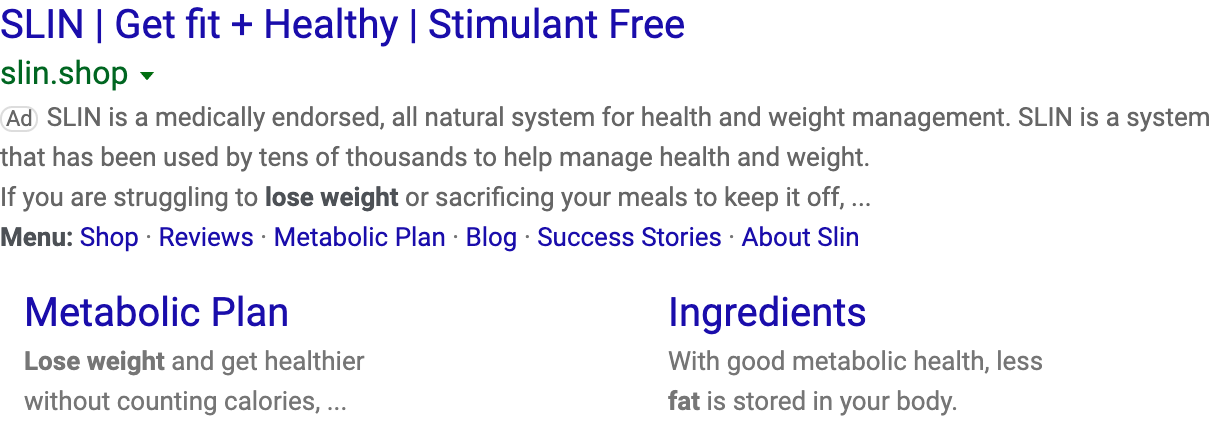 SLIN | Get fit + Healthy | Stimulant Free
slin.shop
Ad SLIN is a medically endorsed, all natural system for health and weight management. SLIN is a system
that has been used by tens of thousands to help manage health and weight.
If you are struggling to lose weight or sacrificing your meals to keep it off, ...
Menu: Shop · Reviews · Metabolic Plan · Blog · Success Stories · About Slin
Metabolic Plan
Lose weight and get healthier
without counting calories, ...
Ingredients
With good metabolic health, less
fat is stored in your body.